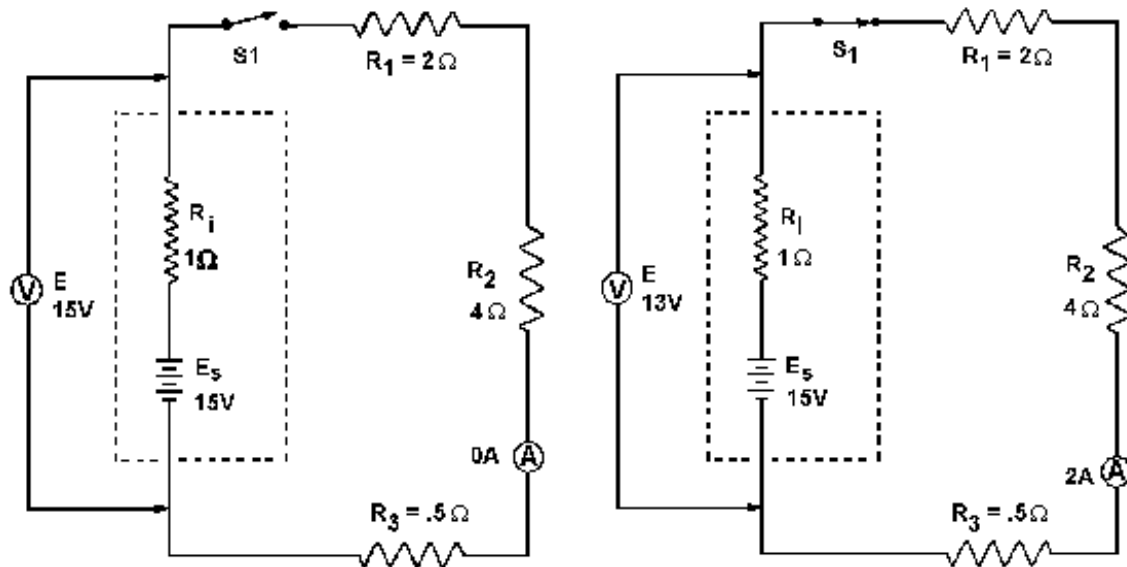 S1
R1 = 2Ω
Ri
1Ω
E
15V
R2
4Ω
Es
15V
0A
A
V
R3 = .5Ω
S1
R1 = 2Ω
Ri
1Ω
E
13V
R2
4Ω
Es
15V
2A
A
V
R3 = .5Ω